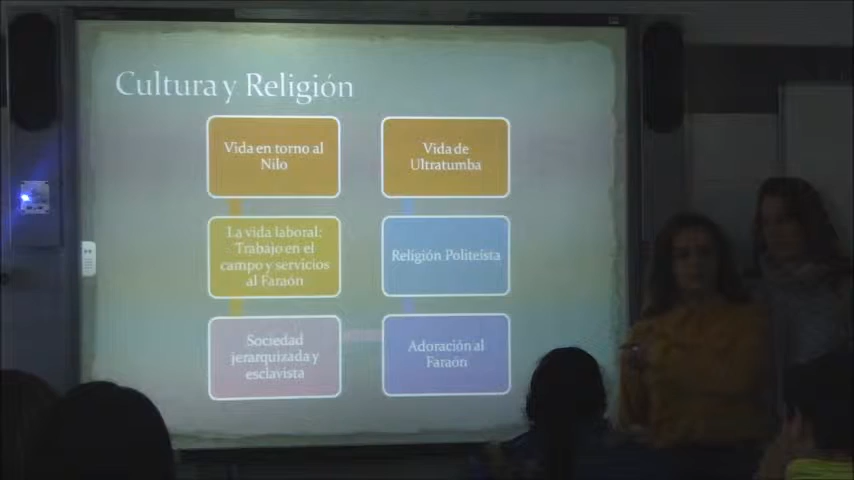 Cultura y Religión
Vida en torno al
Nilo
La vida laboral:
Trabajo en el
campo y servicios
al Faraón
Sociedad
jerarquizada y
esclavista
Adoración al
Faraón
Religión Politeísta
Vida de
Ultratumba